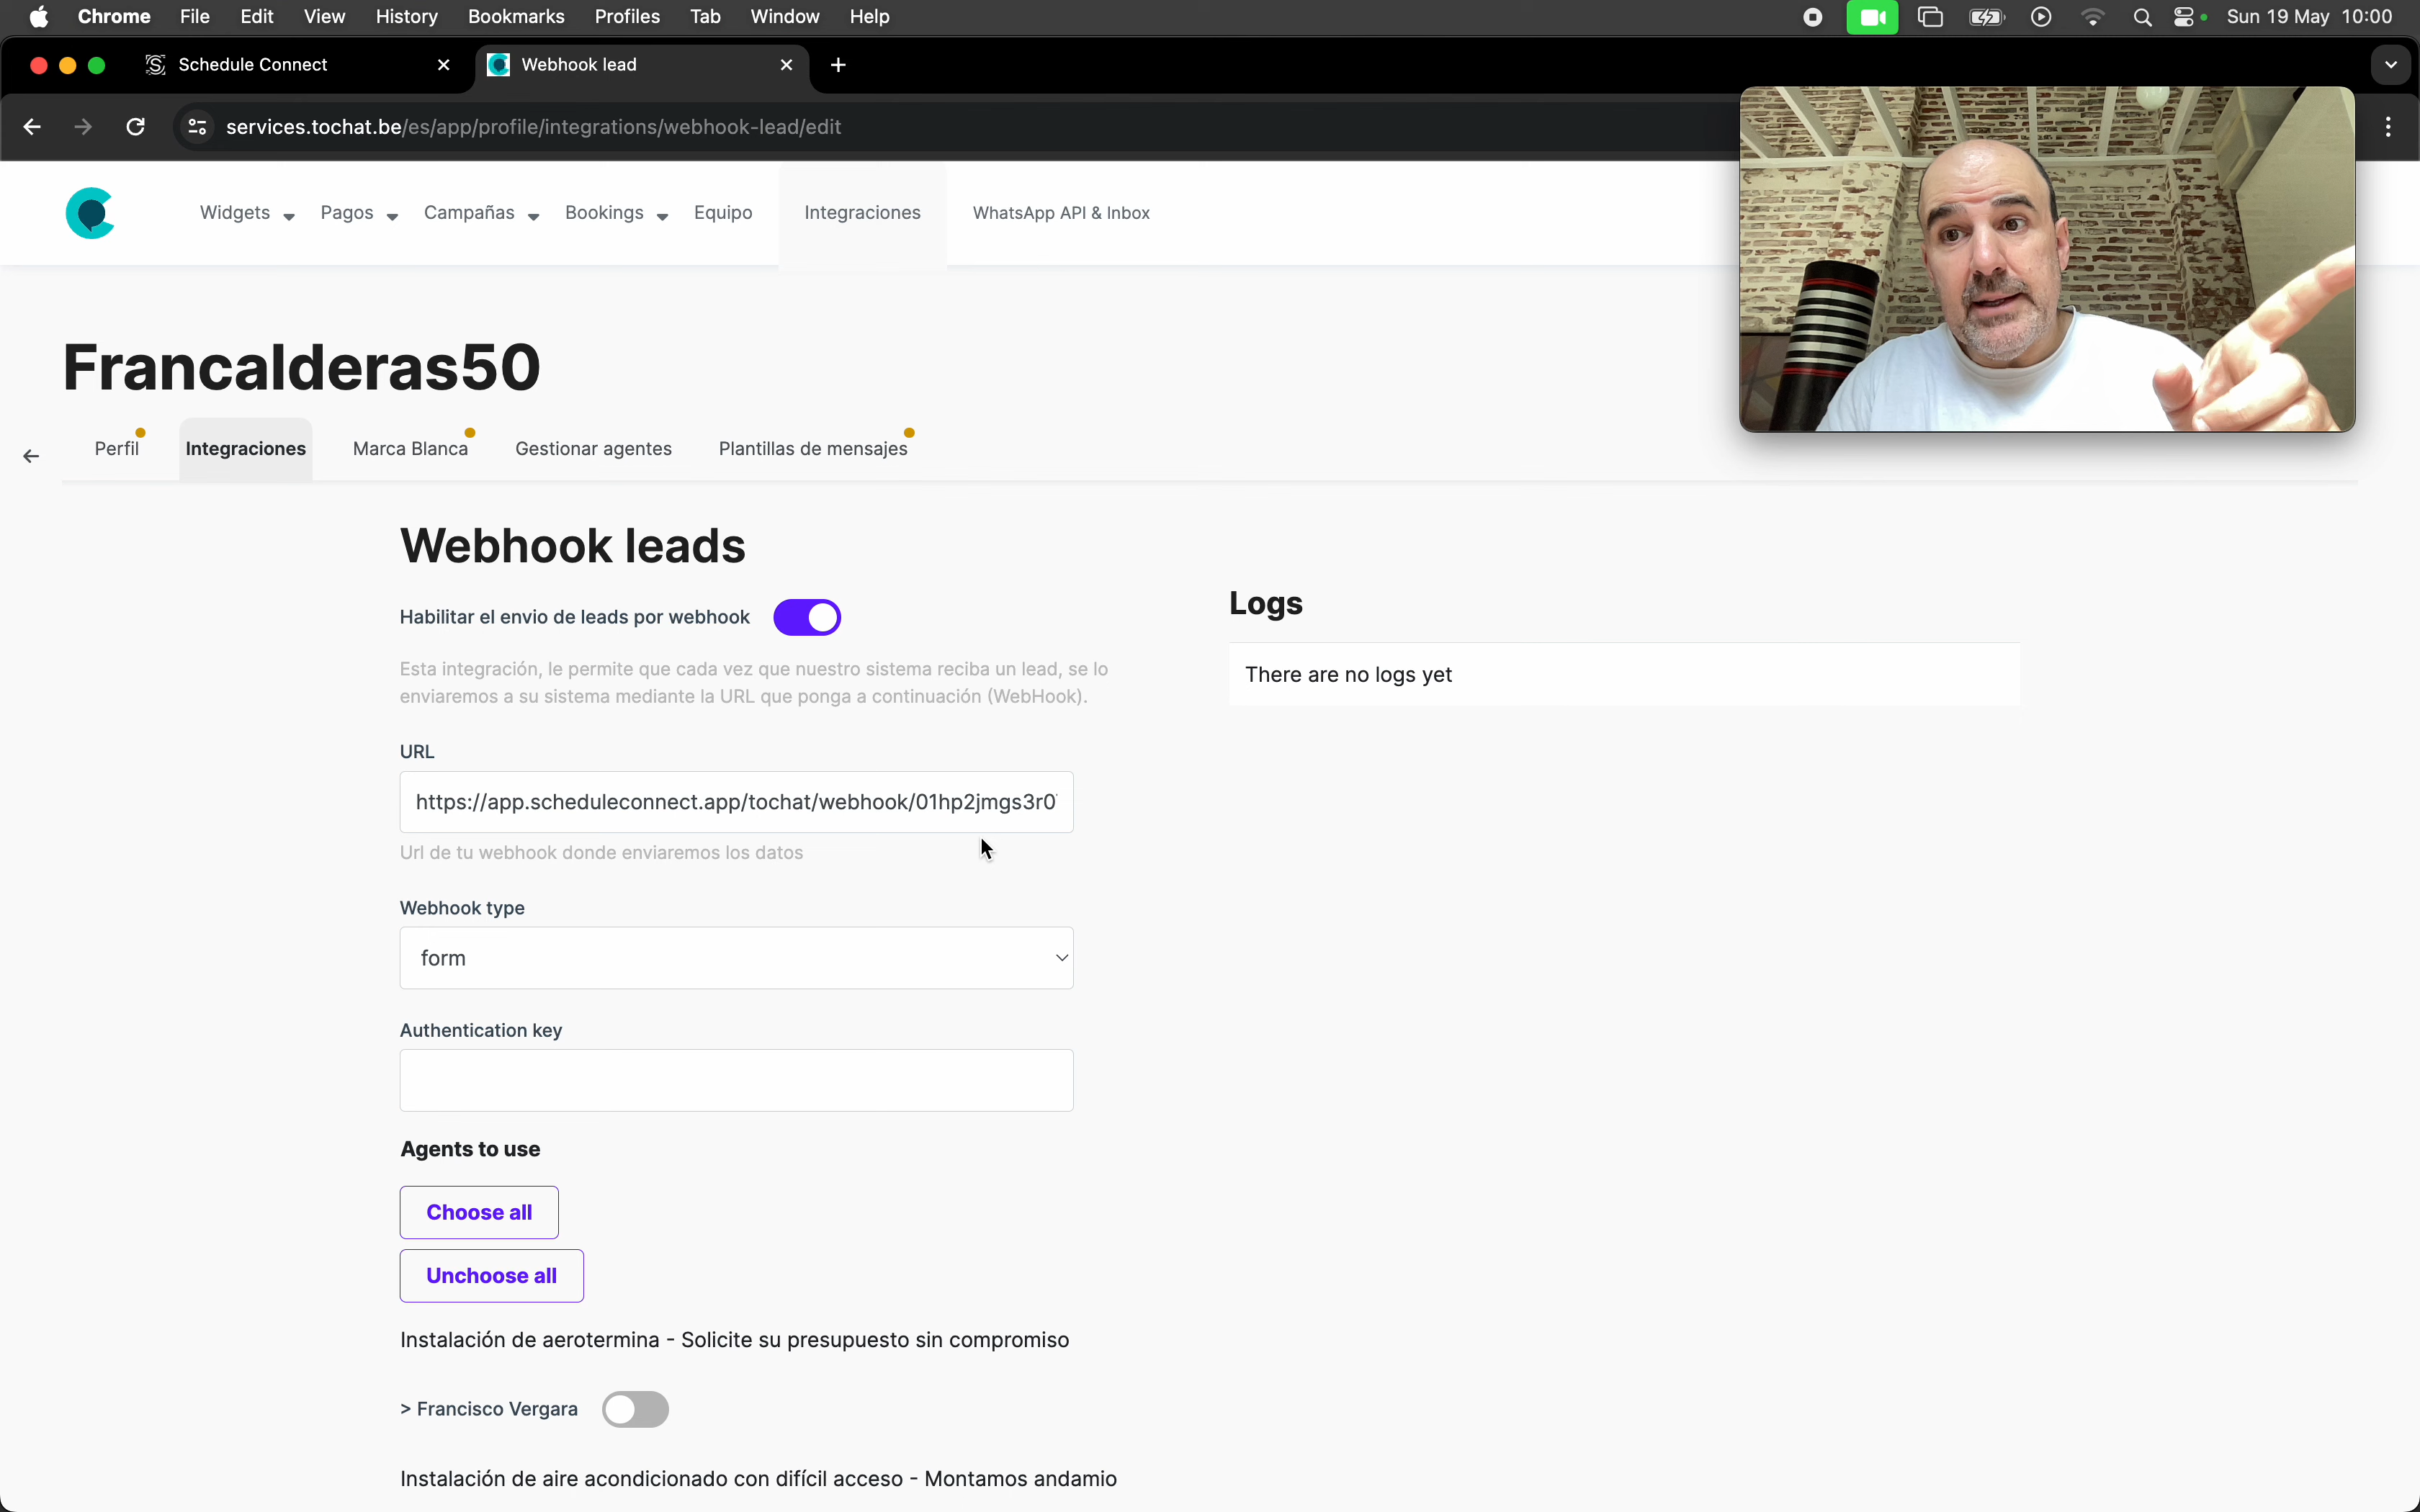 Chrome File Edit View History Bookmarks Profiles Tab Window Help Sun 19 May 10:00
Schedule Connect Webhook lead
services.tochat.be/es/app/profile/integrations/webhook-lead/edit
Widgets Pagos Campañas Bookings Equipo Integraciones WhatsApp API & Inbox
Francalderas50
Perfil Integraciones Marca Blanca Gestionar agentes Plantillas de mensajes
Webhook leads
Habilitar el envio de leads por webhook
Esta integración, le permite que cada vez que nuestro sistema reciba un lead, se lo
enviaremos a su sistema mediante la URL que ponga a continuación (WebHook).
URL
https://app.scheduleconnect.app/tochat/webhook/01hp2jmgs3r0
Url de tu webhook donde enviaremos los datos
Webhook type
form
Authentication key
Agents to use
Choose all
Unchoose all
Instalación de aerotermina - Solicite su presupuesto sin compromiso
> Francisco Vergara
Instalación de aire acondicionado con difícil acceso - Montamos andamio
Logs
There are no logs yet